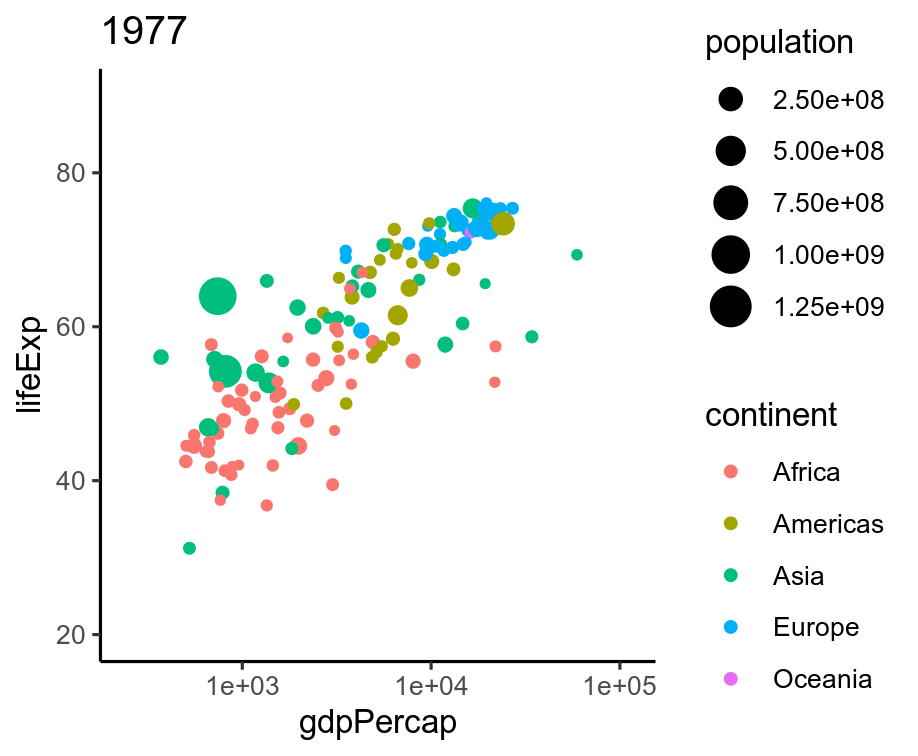 1977
80
60
40
20
lifeExp
1e+03
1e+04
1e+05
gdpPercap
population
2.50e+08
5.00e+08
7.50e+08
1.00e+09
1.25e+09
continent
Africa
Americas
Asia
Europe
Oceania